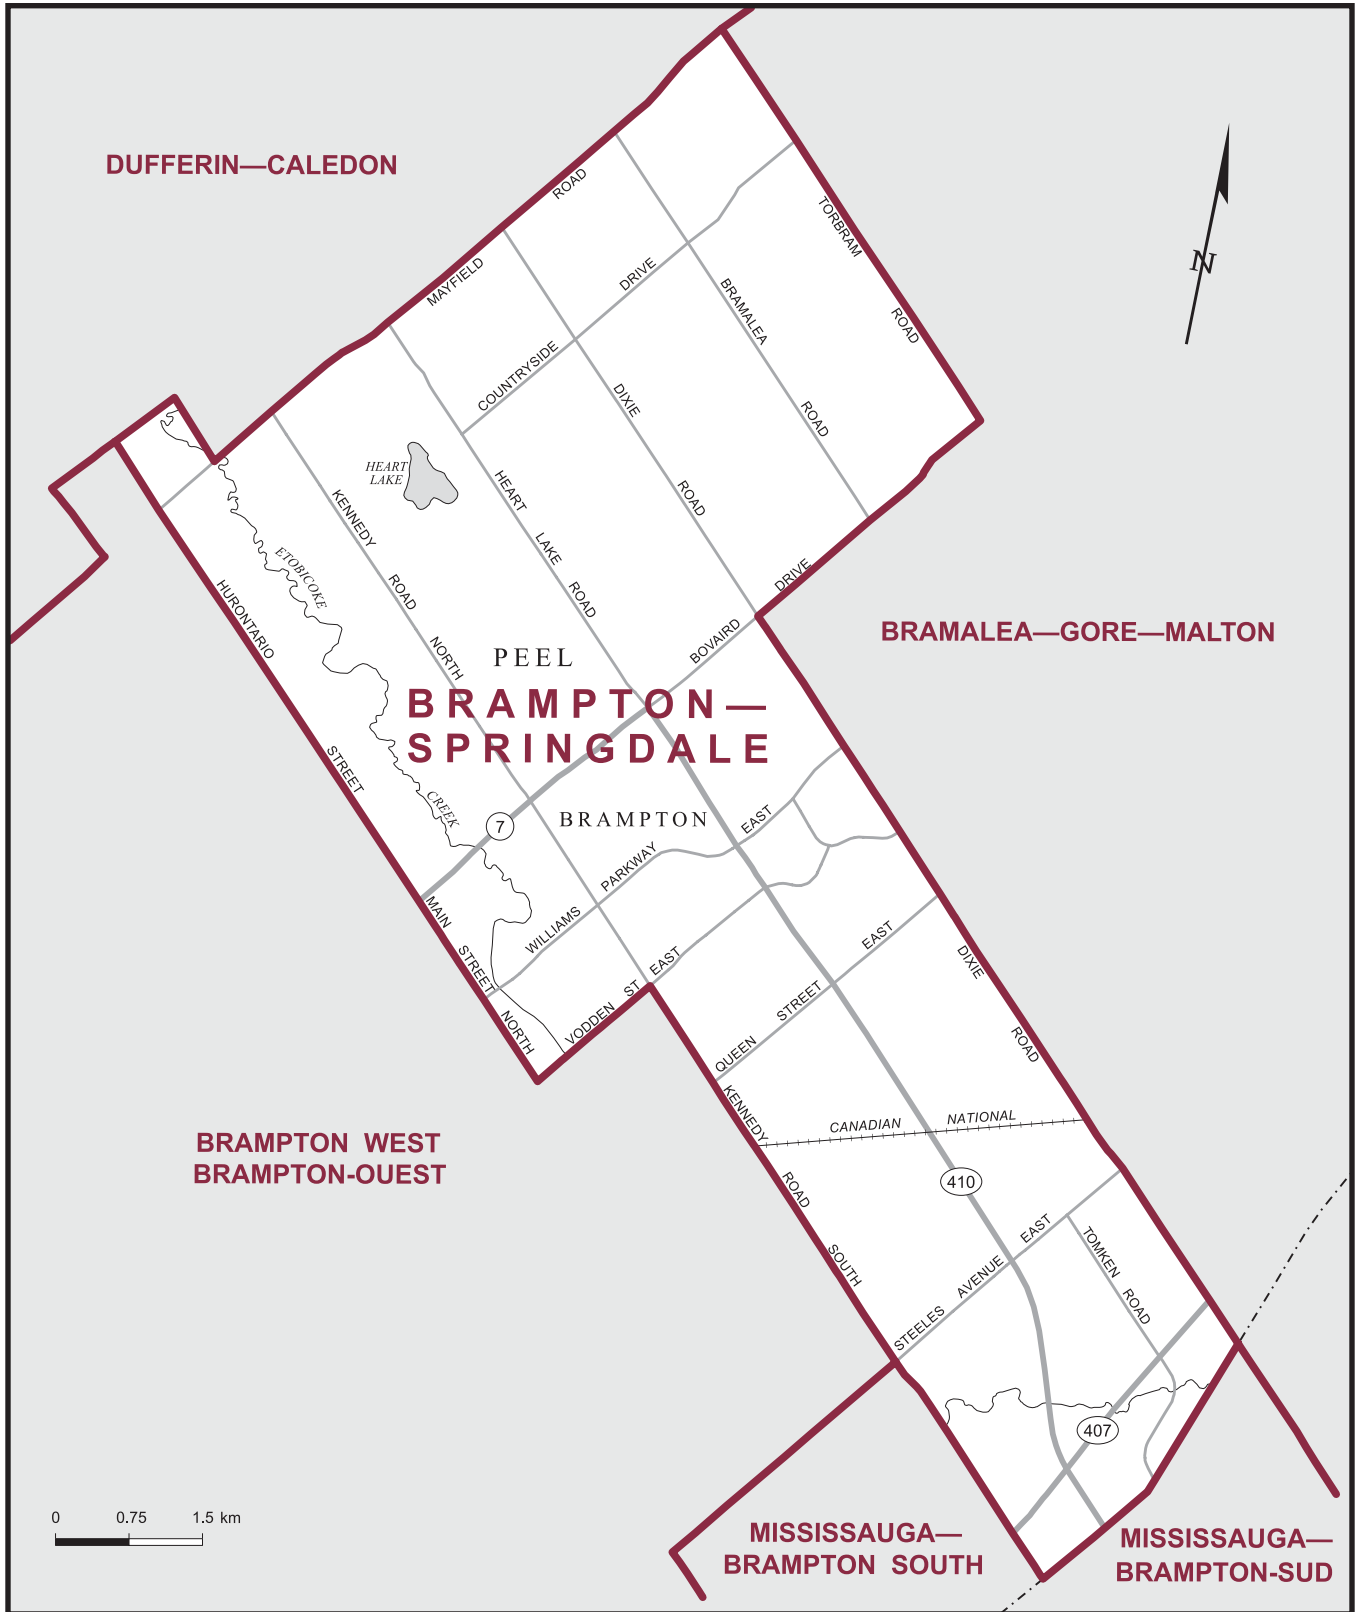 DUFFERIN—CALEDON
MAYFIELD ROAD
TORBRAM ROAD
N
COUNTRYSIDE DRIVE
BRAMALEA ROAD
DIXIE ROAD
HEART LAKE
HEART LAKE ROAD
KENNEDY ROAD NORTH
ETOBICOKE CREEK
HURONTARIO STREET
BOVAIRD DRIVE
BRAMALEA—GORE—MALTON
PEEL
BRAMPTON—
SPRINGDALE
BRAMPTON
7
WILLIAMS PARKWAY EAST
MAIN STREET NORTH
VODDEN ST EAST
QUEEN STREET EAST
DIXIE ROAD
KENNEDY ROAD SOUTH
CANADIAN NATIONAL
BRAMPTON WEST
BRAMPTON-OUEST
410
STEELES AVENUE EAST
TOMKEN ROAD
407
0 0.75 1.5 km
MISSISSAUGA—
BRAMPTON SOUTH
MISSISSAUGA—
BRAMPTON-SUD